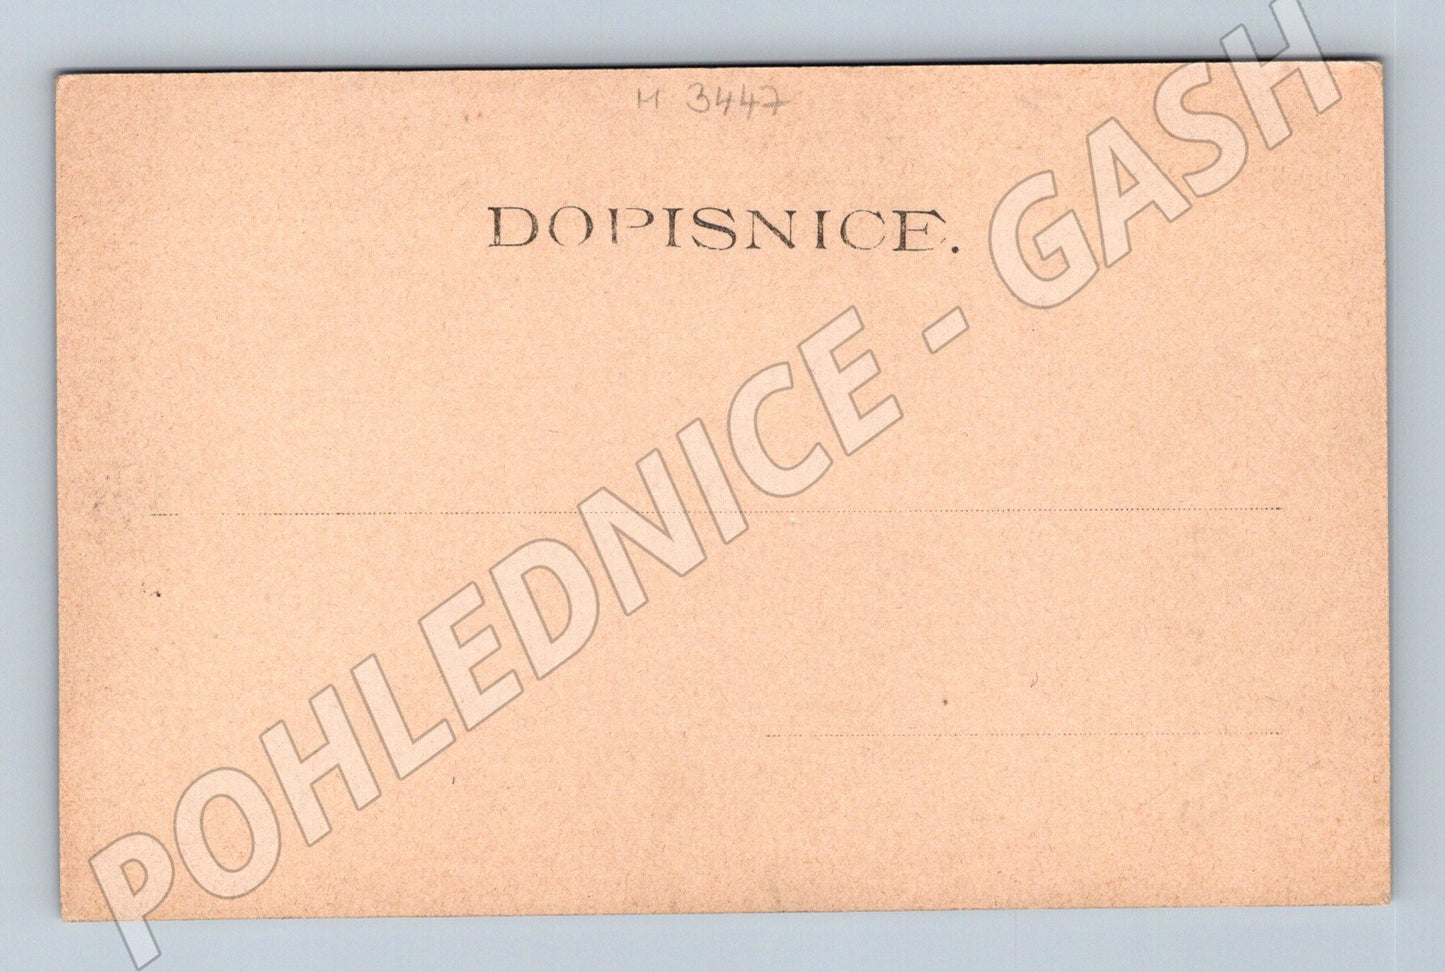 M 3447
DOPISNICE.
POHLEDNICE - GASH